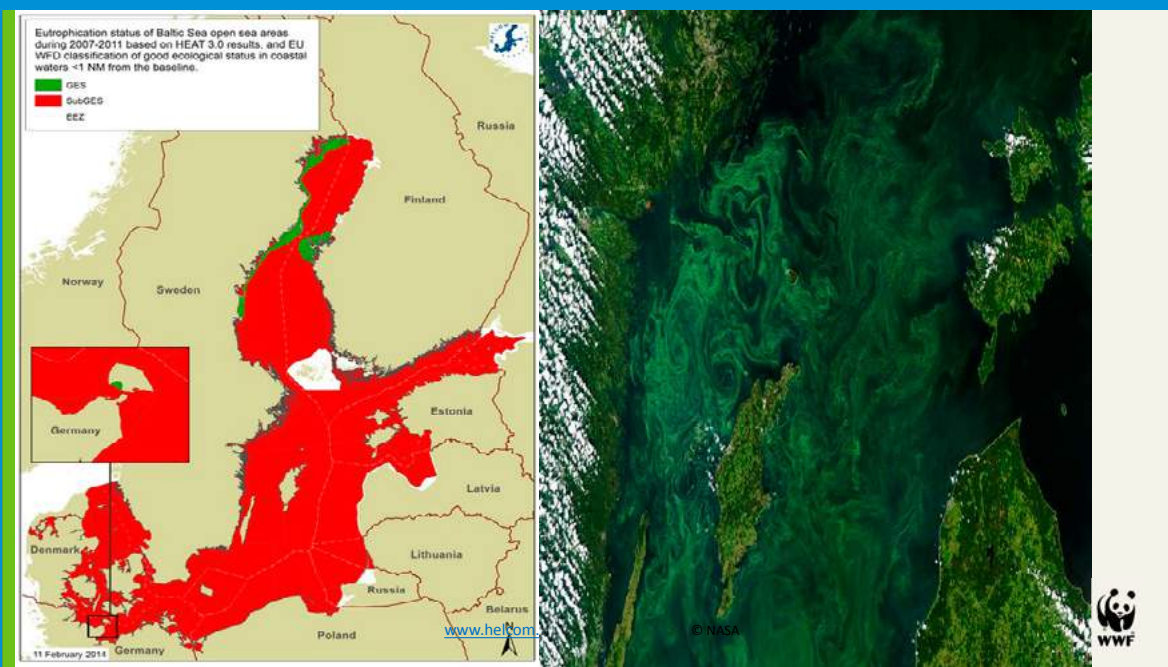 Eutrophication status of Baltic Sea open sea areas
during 2007-2011 based on HEAT 3.0 results, and EU
WFD classification of good ecological status in coastal
waters <1 NM from the baseline.
GES
SubGES
EEZ
Russia
Finland
Norway
Sweden
Germany
Estonia
Latvia
Denmark
Lithuania
Russia
Belarus
N
www.helcom.
Poland
Germany
11 February 2014
© NASA
WWF